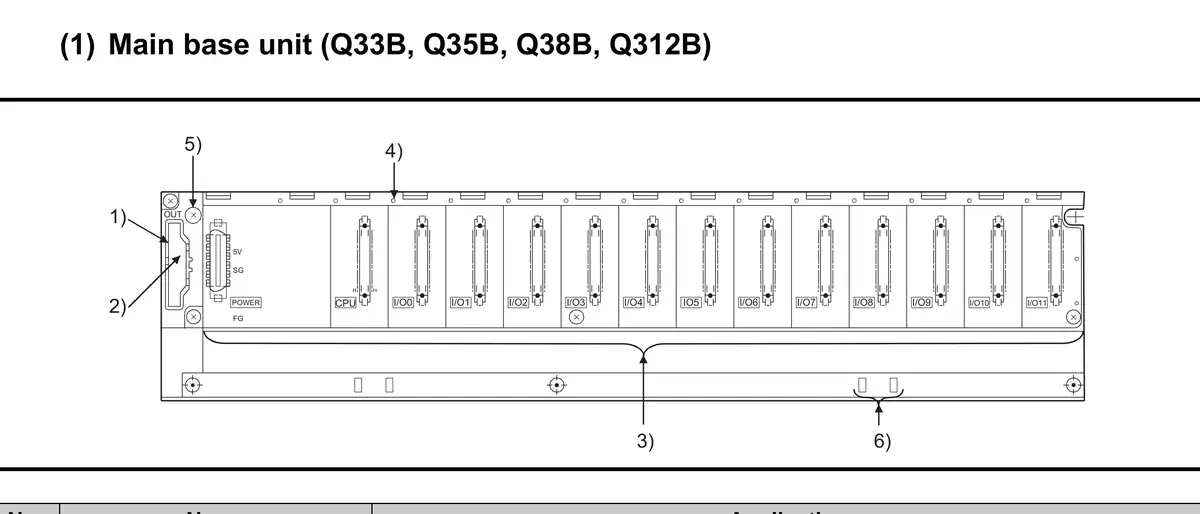 (1) Main base unit (Q33B, Q35B, Q38B, Q312B)
5)
4)
1)
OUT
5V
SG
2)
POWER
CPU
I/O0
I/O1
I/O2
I/O3
I/O4
IO5
I/O6
I/O7
I/O8
I/O9
I/O10
I/O11
FG
3)
6)